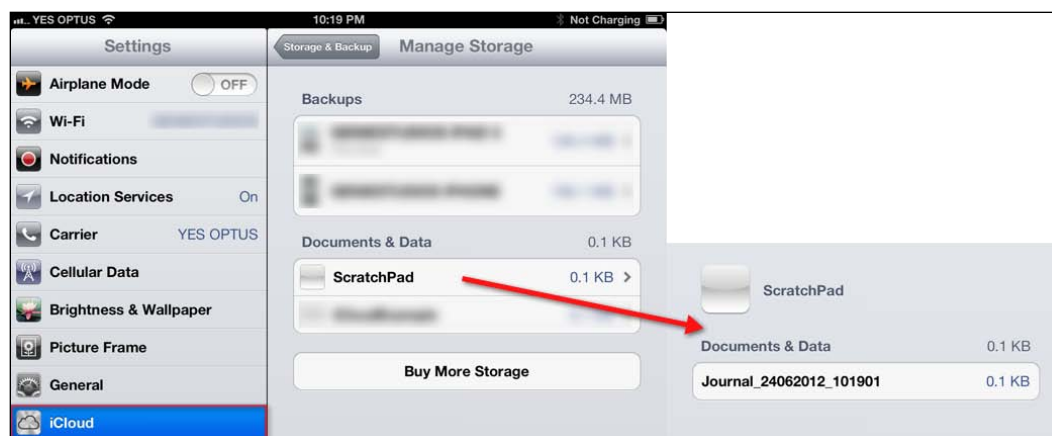 YES OPTUS
10:19 PM
Not Charging
Settings
Storage & Backup
Manage Storage
Airplane Mode
OFF
Wi-Fi
Notifications
Location Services
On
Carrier
YES OPTUS
Cellular Data
Brightness & Wallpaper
Picture Frame
General
iCloud
Backups
234.4 MB
Documents & Data
0.1 KB
ScratchPad
0.1 KB
Buy More Storage
ScratchPad
Documents & Data
0.1 KB
Journal_24062012_101901
0.1 KB